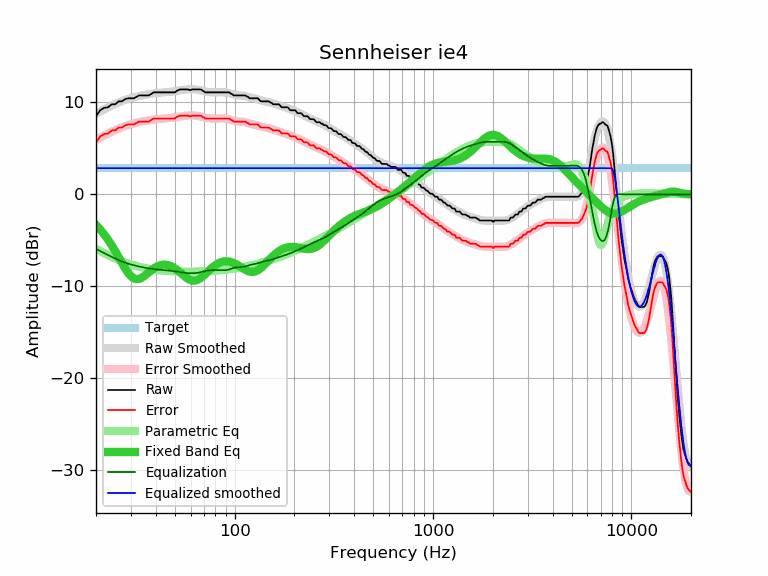 Sennheiser ie4
Amplitude (dBr)
10
0
−10
−20
−30
Target
Raw Smoothed
Error Smoothed
Raw
Error
Parametric Eq
Fixed Band Eq
Equalization
Equalized smoothed
100
1000
10000
Frequency (Hz)